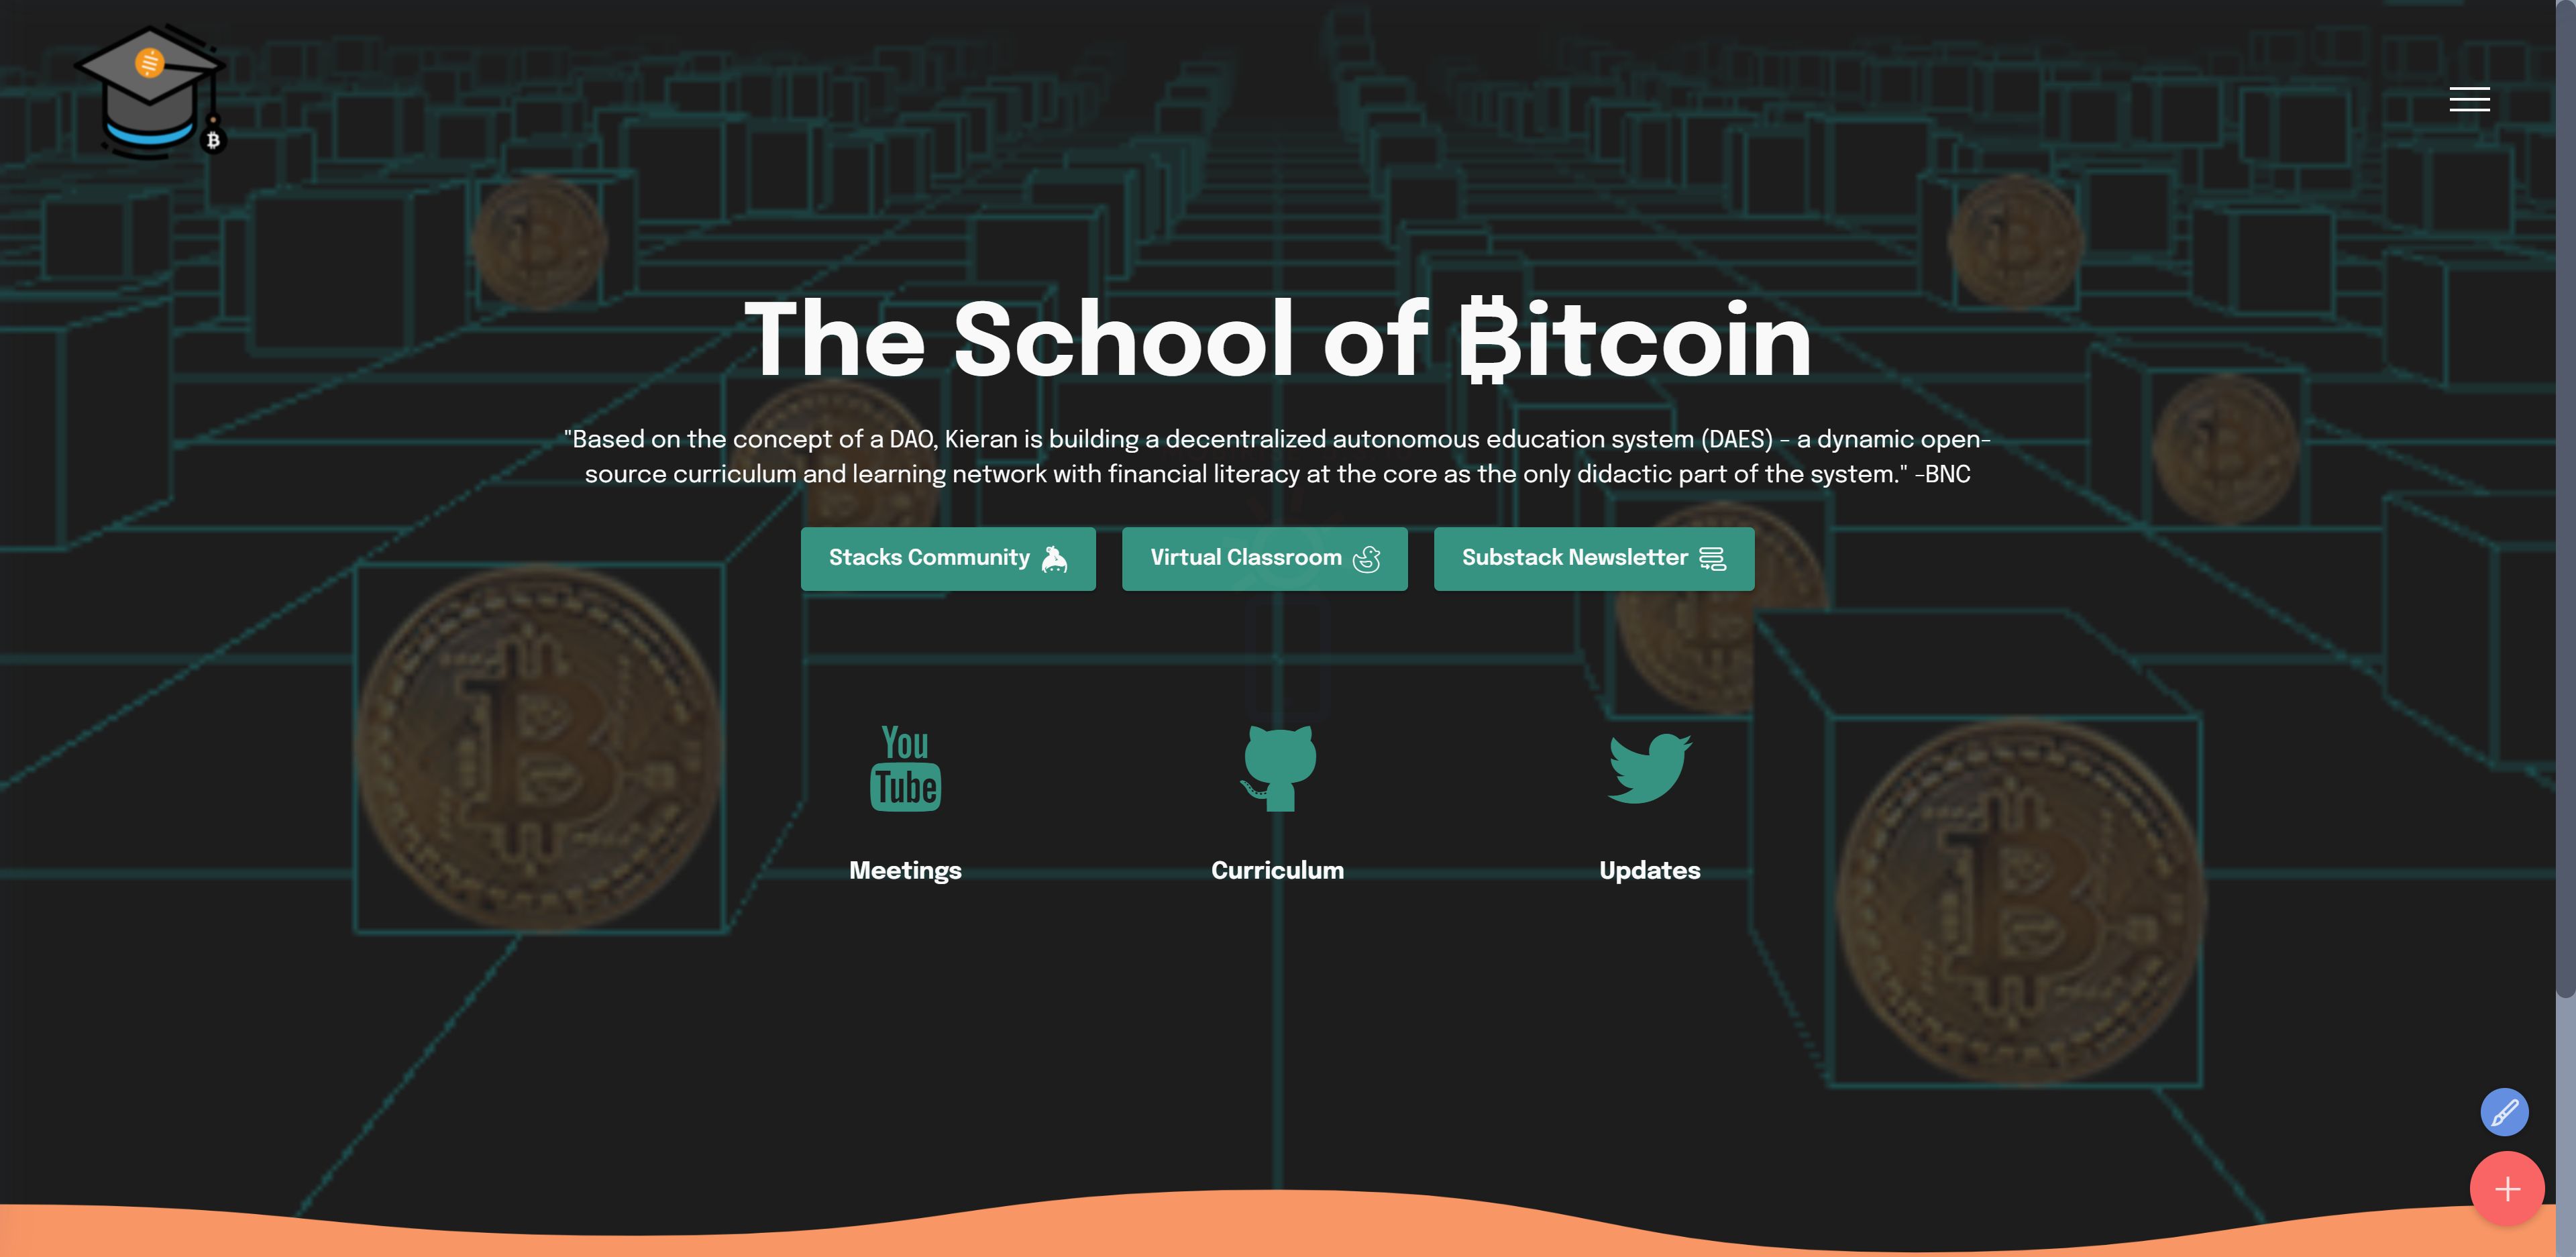 The School of ₿itcoin
"Based on the concept of a DAO, Kieran is building a decentralized autonomous education system (DAES) - a dynamic open-
source curriculum and learning network with financial literacy at the core as the only didactic part of the system." -BNC
Stacks Community
Virtual Classroom
Substack Newsletter
You
Tube
Meetings
Curriculum
Updates